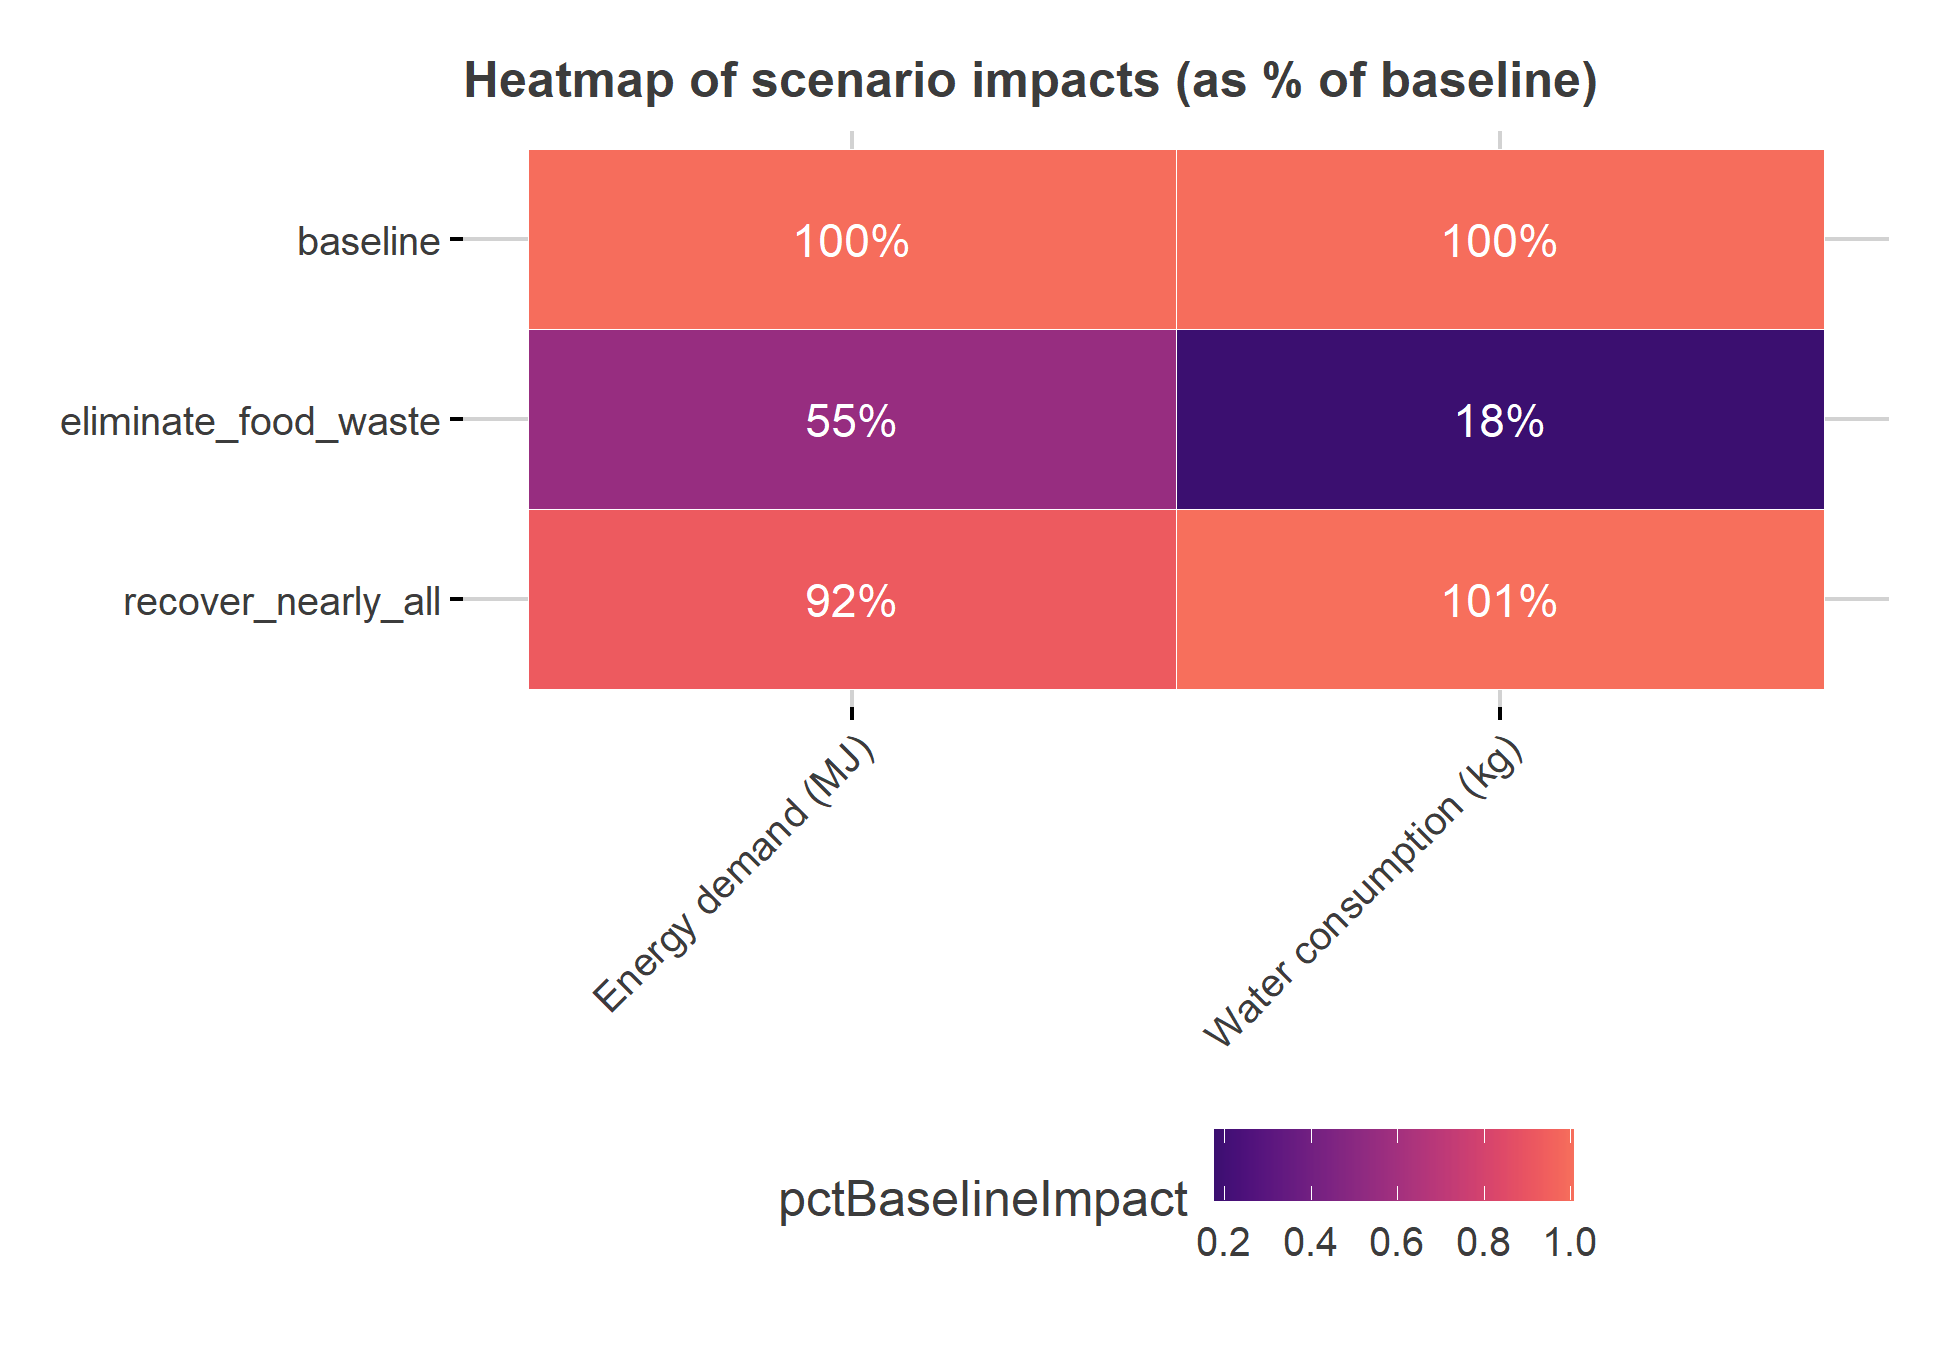 Heatmap of scenario impacts (as % of baseline)
baseline
100%
100%
eliminate_food_waste
55%
18%
recover_nearly_all
92%
101%
Energy demand (MJ)
Water consumption (kg)
pctBaselineImpact
0.2 0.4 0.6 0.8 1.0